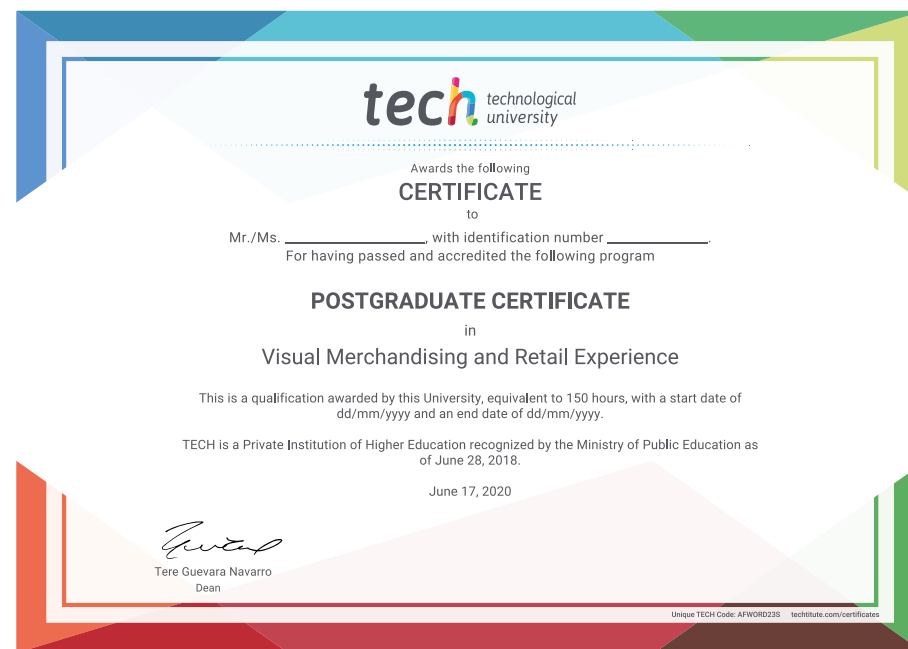 tech technological
university
Awards the following
CERTIFICATE
to
Mr./Ms. ____________________, with identification number ______________.
For having passed and accredited the following program
POSTGRADUATE CERTIFICATE
in
Visual Merchandising and Retail Experience
This is a qualification awarded by this University, equivalent to 150 hours, with a start date of
dd/mm/yyyy and an end date of dd/mm/yyyy.
TECH is a Private Institution of Higher Education recognized by the Ministry of Public Education as
of June 28, 2018.
June 17, 2020
Tere Guevara Navarro
Dean
Unique TECH Code: AFWORD23S techtitute.com/certificates